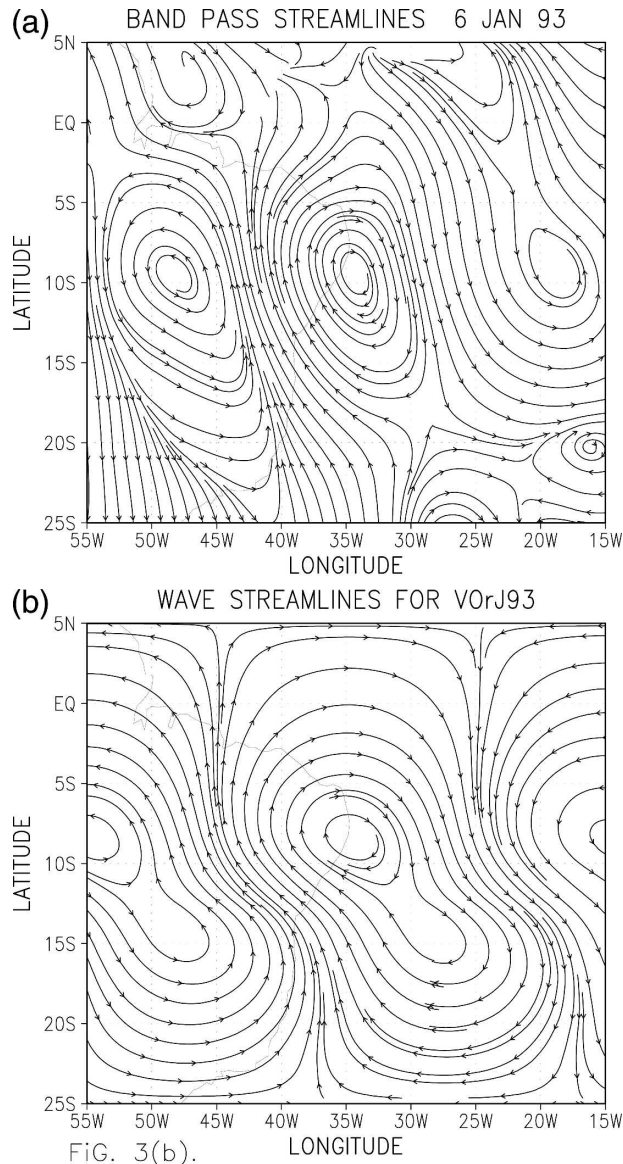 (a) BAND PASS STREAMLINES 6 JAN 93
5N
EQ
5S
10S
15S
20S
25S
LATITUDE
55W 50W 45W 40W 35W 30W 25W 20W 15W
LONGITUDE
(b) WAVE STREAMLINES FOR VOrJ93
5N
EQ
5S
10S
15S
20S
25S
LATITUDE
55W 50W 45W 40W 35W 30W 25W 20W 15W
LONGITUDE
FiG. 3(b).